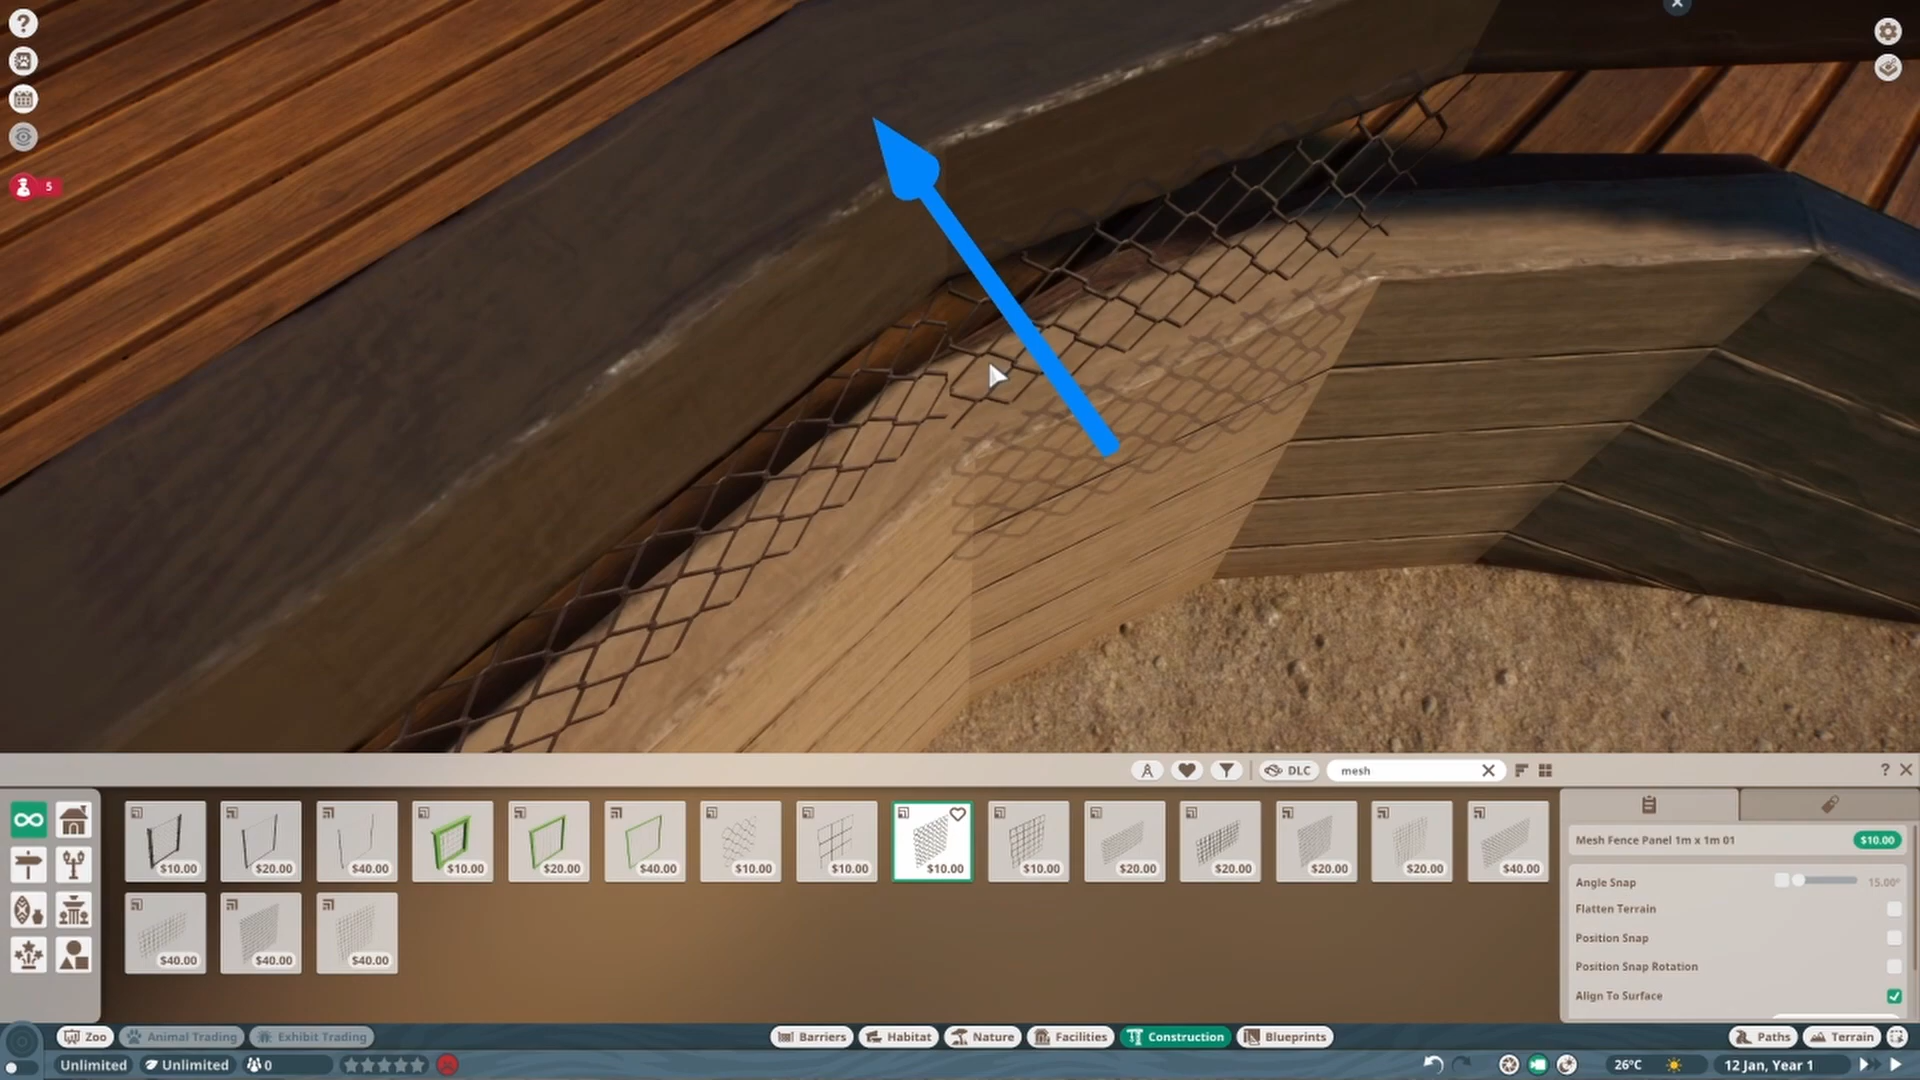 5
DLC
mesh
?
$10.00 $20.00 $40.00 $10.00 $20.00 $40.00 $10.00 $10.00 $10.00 $10.00 $20.00 $20.00 $20.00 $20.00 $40.00
$40.00 $40.00 $40.00
Mesh Fence Panel 1m x 1m 01 $10.00
Angle Snap 15.00°
Flatten Terrain
Position Snap
Position Snap Rotation
Align To Surface
Zoo Animal Trading Exhibit Trading Barriers Habitat Nature Facilities Construction Blueprints Paths Terrain
Unlimited Unlimited 0 26°C 12 Jan, Year 1